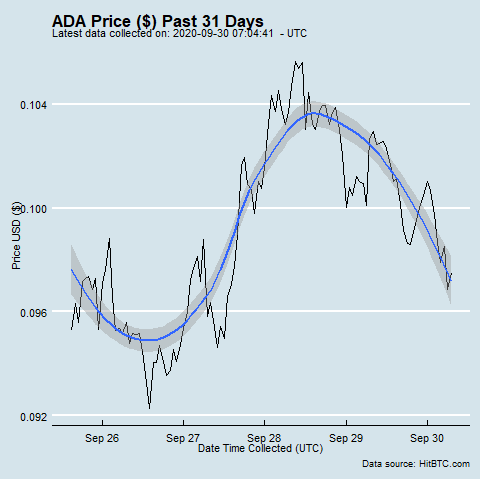 ADA Price ($) Past 31 Days
Latest data collected on: 2020-09-30 07:04:41 - UTC
0.104
0.100
0.096
0.092
Price USD ($)
Sep 26 Sep 27 Sep 28 Sep 29 Sep 30
Date Time Collected (UTC)
Data source: HitBTC.com